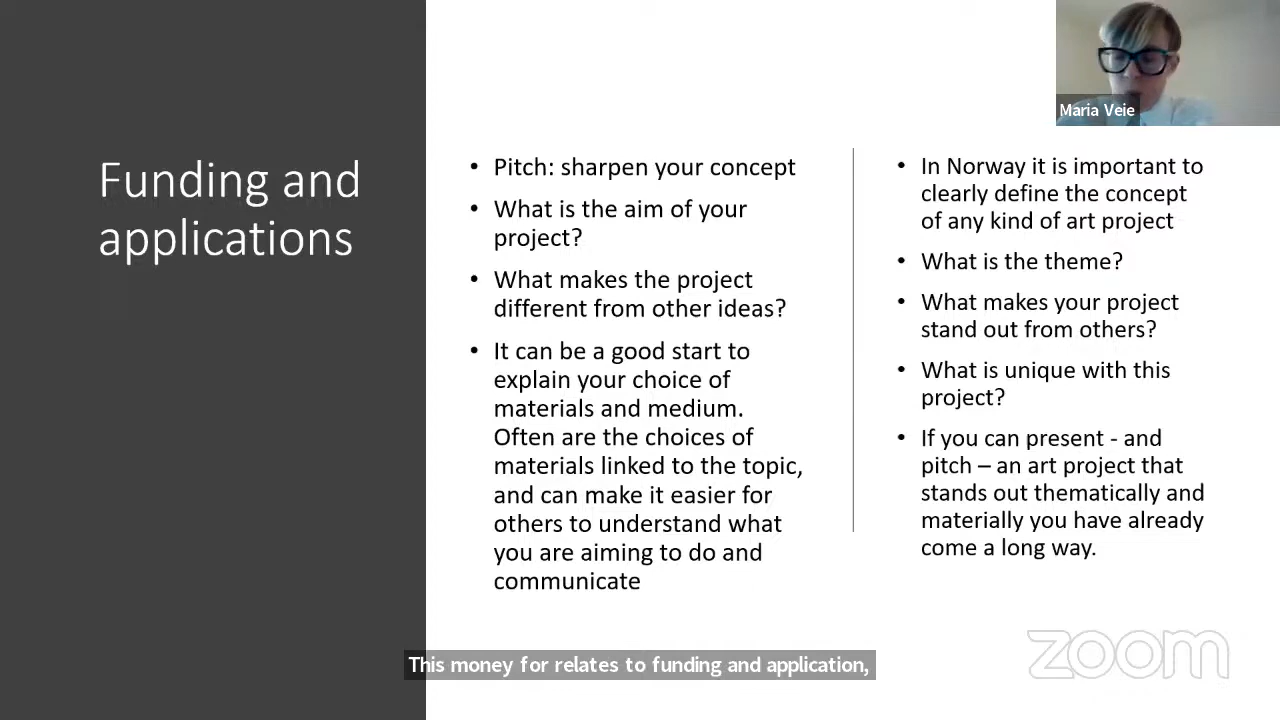 Funding and
applications
• Pitch: sharpen your concept
• What is the aim of your
project?
• What makes the project
different from other ideas?
• It can be a good start to
explain your choice of
materials and medium.
Often are the choices of
materials linked to the topic,
and can make it easier for
others to understand what
you are aiming to do and
communicate
• In Norway it is important to
clearly define the concept
of any kind of art project
• What is the theme?
• What makes your project
stand out from others?
• What is unique with this
project?
• If you can present - and
pitch – an art project that
stands out thematically and
materially you have already
come a long way.
Maria Veie
This money for relates to funding and application,
zoom